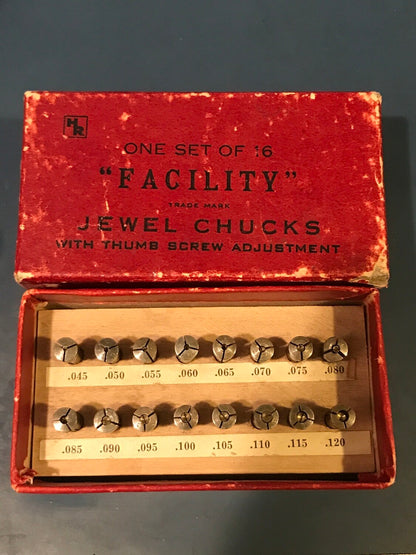 HR
ONE SET OF 16
"FACILITY"
TRADE MARK
JEWEL CHUCKS
WITH THUMB SCREW ADJUSTMENT
.045 .050 .055 .060 .065 .070 .075 .080
.085 .090 .095 .100 .105 .110 .115 .120